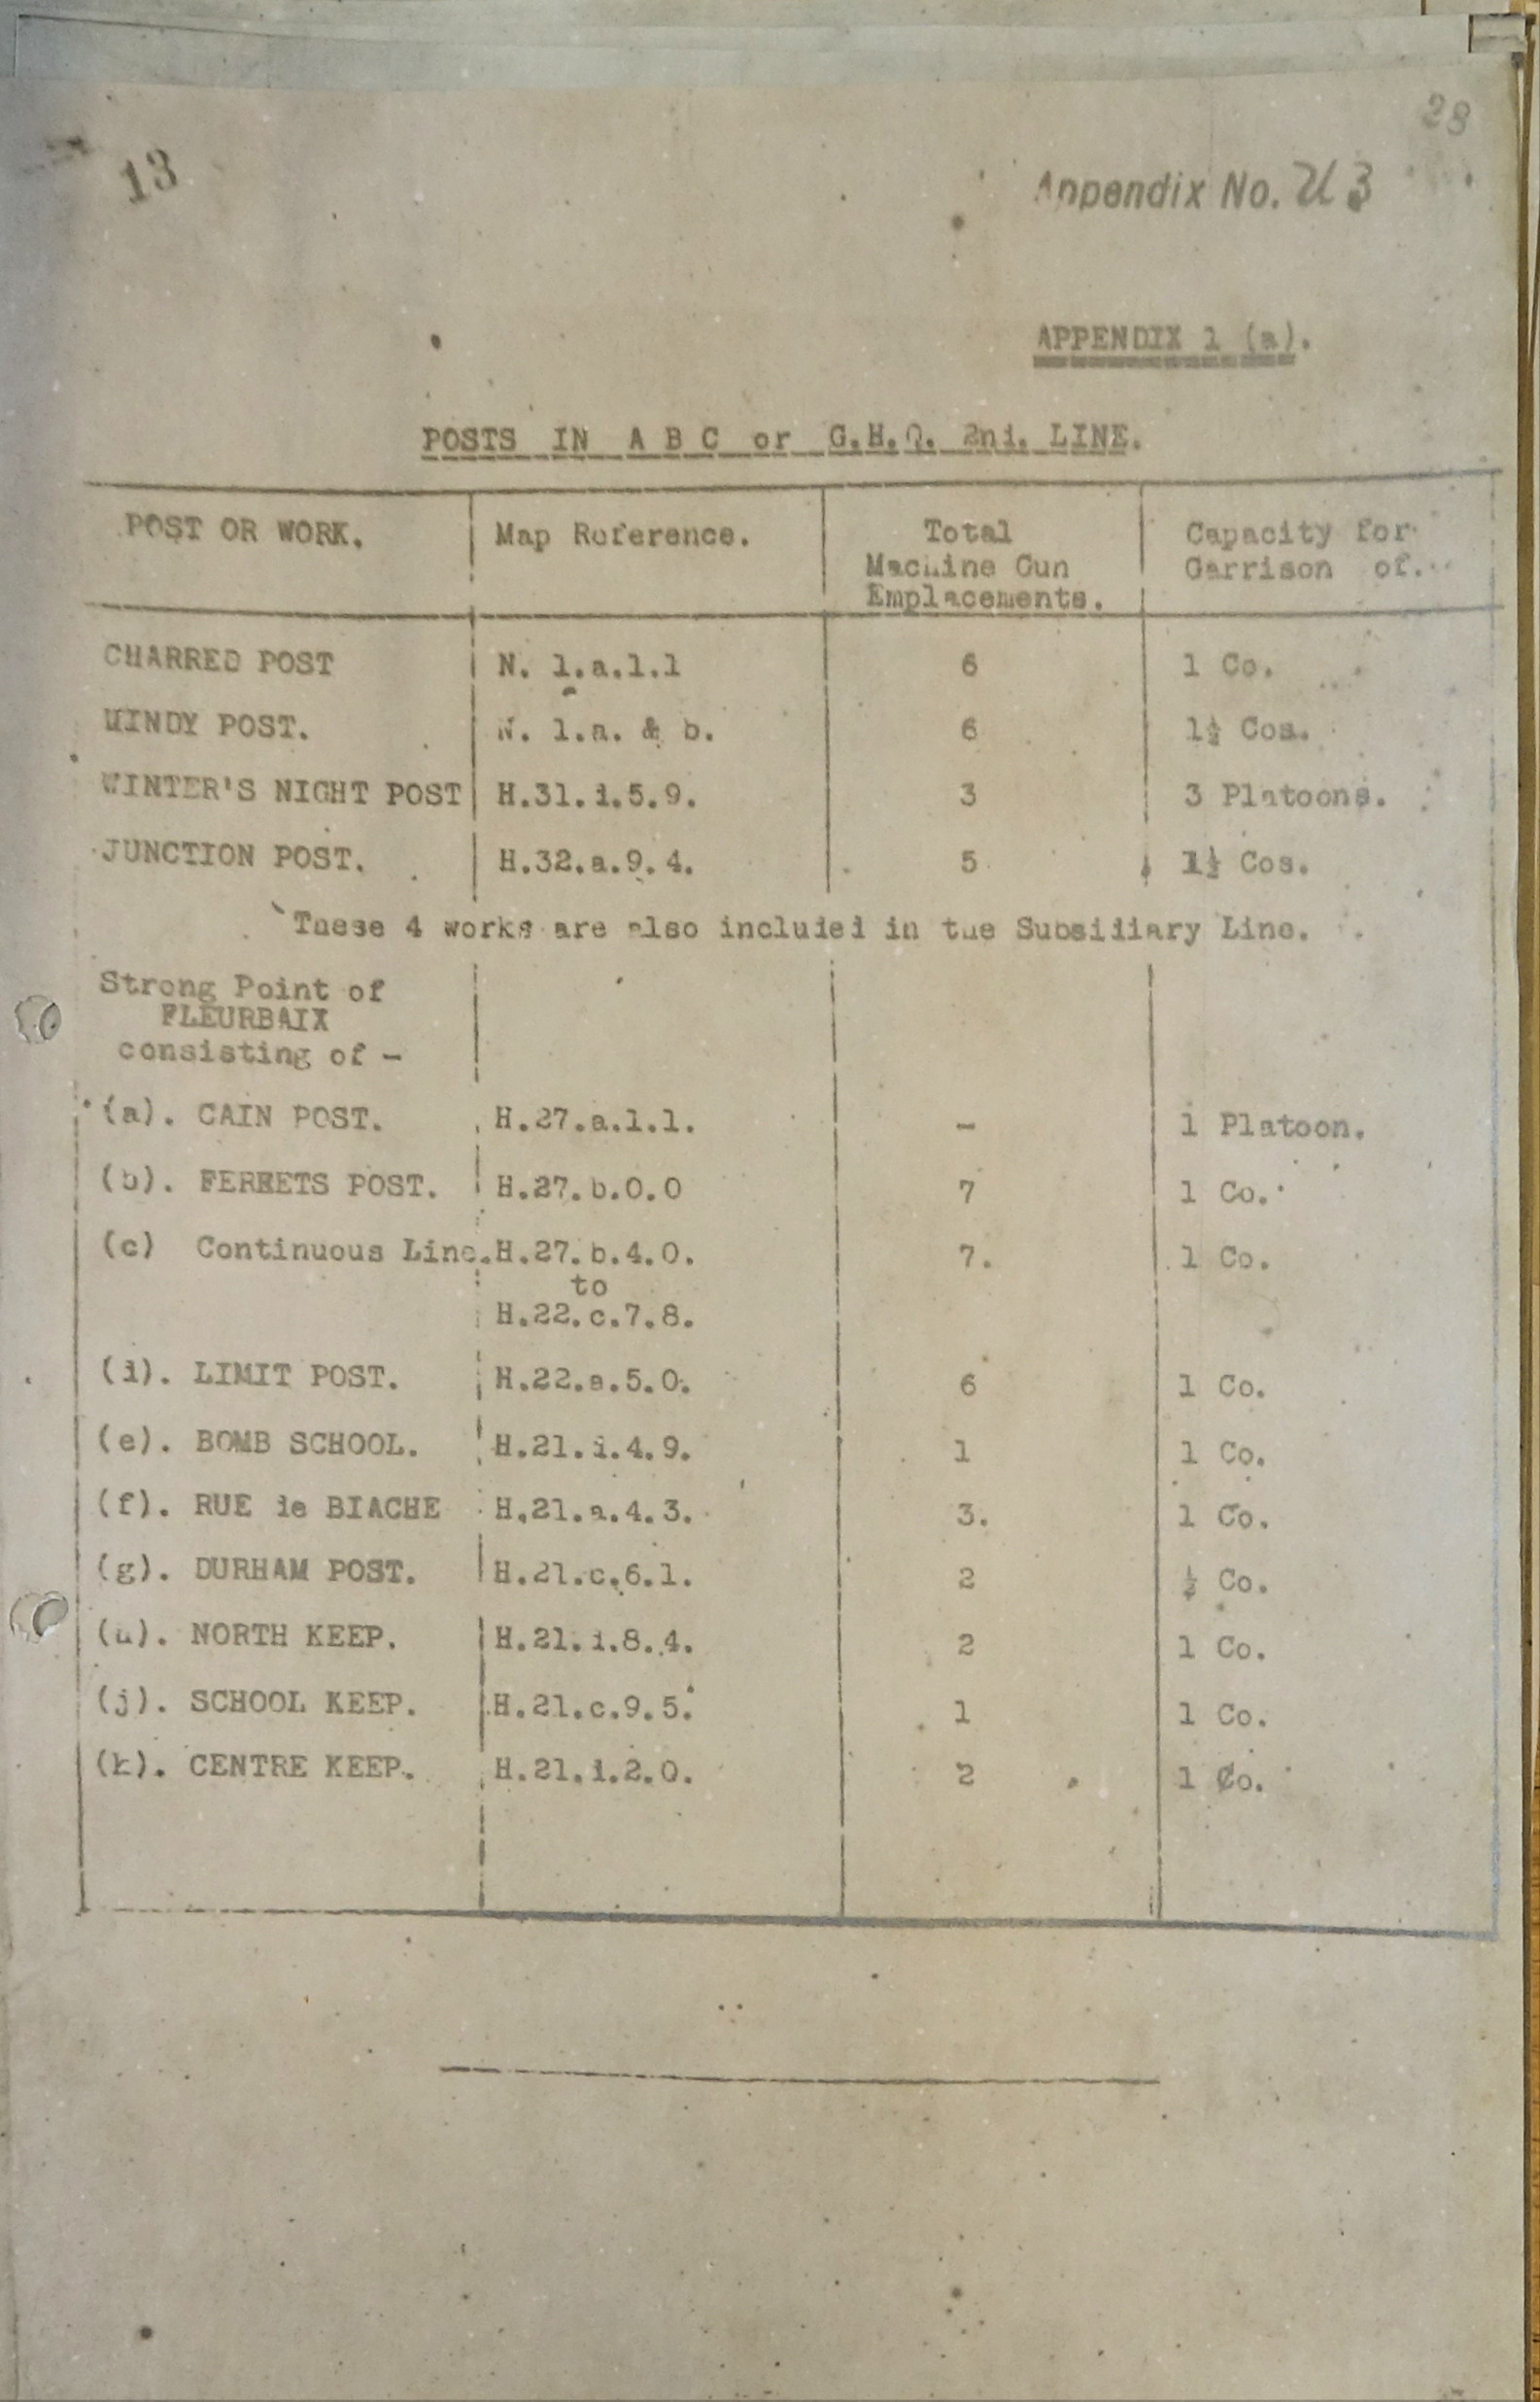 28
13
Appendix No. U 3
APPENDIX 1 (a).
POSTS IN A B C or G.H.Q. 2nd. LINE.
POST OR WORK. Map Reference. Total Machine Gun Emplacements. Capacity for Garrison of.
CHARRED POST N. 1.a.1.1 6 1 Co.
WINDY POST. N. 1.a. & b. 6 1½ Cos.
WINTER'S NIGHT POST H.31.d.5.9. 3 3 Platoons.
JUNCTION POST. H.32.a.9.4. 5 1½ Cos.
These 4 works are also included in the Subsidiary Line.
Strong Point of
FLEURBAIX
consisting of -
(a). CAIN POST. H.27.a.1.1. - 1 Platoon.
(b). FERRETS POST. H.27.b.0.0 7 1 Co.
(c) Continuous Line. H.27.b.4.0. 7. 1 Co.
to
H.22.c.7.8.
(d). LIMIT POST. H.22.a.5.0. 6 1 Co.
(e). BOMB SCHOOL. H.21.d.4.9. 1 1 Co.
(f). RUE de BIACHE H.21.a.4.3. 3. 1 Co.
(g). DURHAM POST. H.21.c.6.1. 2 ½ Co.
(h). NORTH KEEP. H.21.d.8.4. 2 1 Co.
(j). SCHOOL KEEP. H.21.c.9.5. 1 1 Co.
(k). CENTRE KEEP. H.21.d.2.0. 2 1 Co.